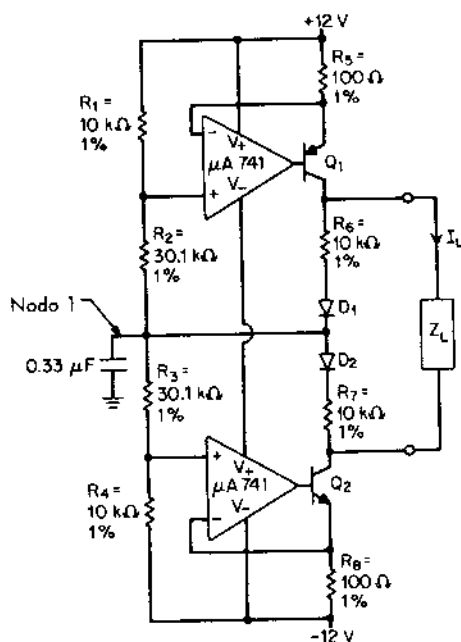 +12 V
R5 =
100 Ω
1%
R1 =
10 kΩ
1%
-
V+
μA 741
V-
+
Q1
R2 =
30.1 kΩ
1%
R6 =
10 kΩ
1%
IL
Nodo 1
D1
ZL
0.33 μF
R3 =
30.1 kΩ
1%
D2
R7 =
10 kΩ
1%
+
V+
μA 741
V-
-
Q2
R4 =
10 kΩ
1%
R8 =
100 Ω
1%
-12 V